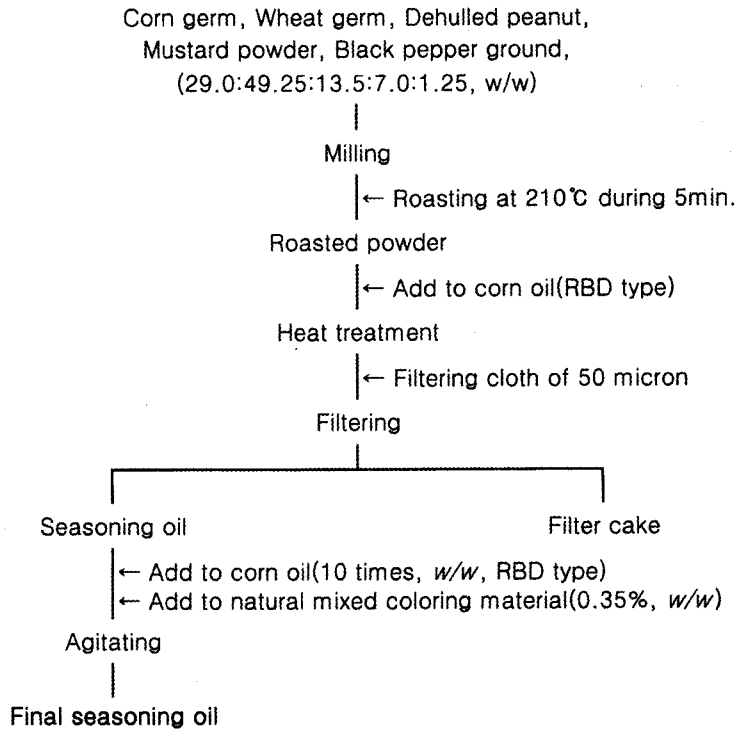 Corn germ, Wheat germ, Dehulled peanut,
Mustard powder, Black pepper ground,
(29.0:49.25:13.5:7.0:1.25, w/w)
Milling
← Roasting at 210℃ during 5min.
Roasted powder
← Add to corn oil(RBD type)
Heat treatment
← Filtering cloth of 50 micron
Filtering
Seasoning oil
Filter cake
← Add to corn oil(10 times, w/w, RBD type)
← Add to natural mixed coloring material(0.35%, w/w)
Agitating
Final seasoning oil